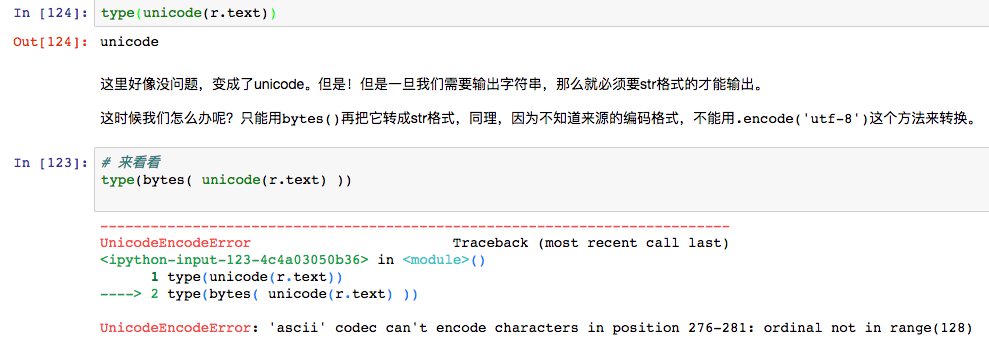 In [124]: type(unicode(r.text))
Out[124]: unicode
这里好像没问题，变成了unicode。但是！但是一旦我们需要输出字符串，那么就必须要str格式的才能输出。
这时候我们怎么办呢？只能用bytes()再把它转成str格式，同理，因为不知道来源的编码格式，不能用.encode('utf-8')这个方法来转换。
In [123]: # 来看看
type(bytes( unicode(r.text) ))
---------------------------------------------------------------------------
UnicodeEncodeError                        Traceback (most recent call last)
<ipython-input-123-4c4a03050b36> in <module>()
      1 type(unicode(r.text))
----> 2 type(bytes( unicode(r.text) ))
UnicodeEncodeError: 'ascii' codec can't encode characters in position 276-281: ordinal not in range(128)